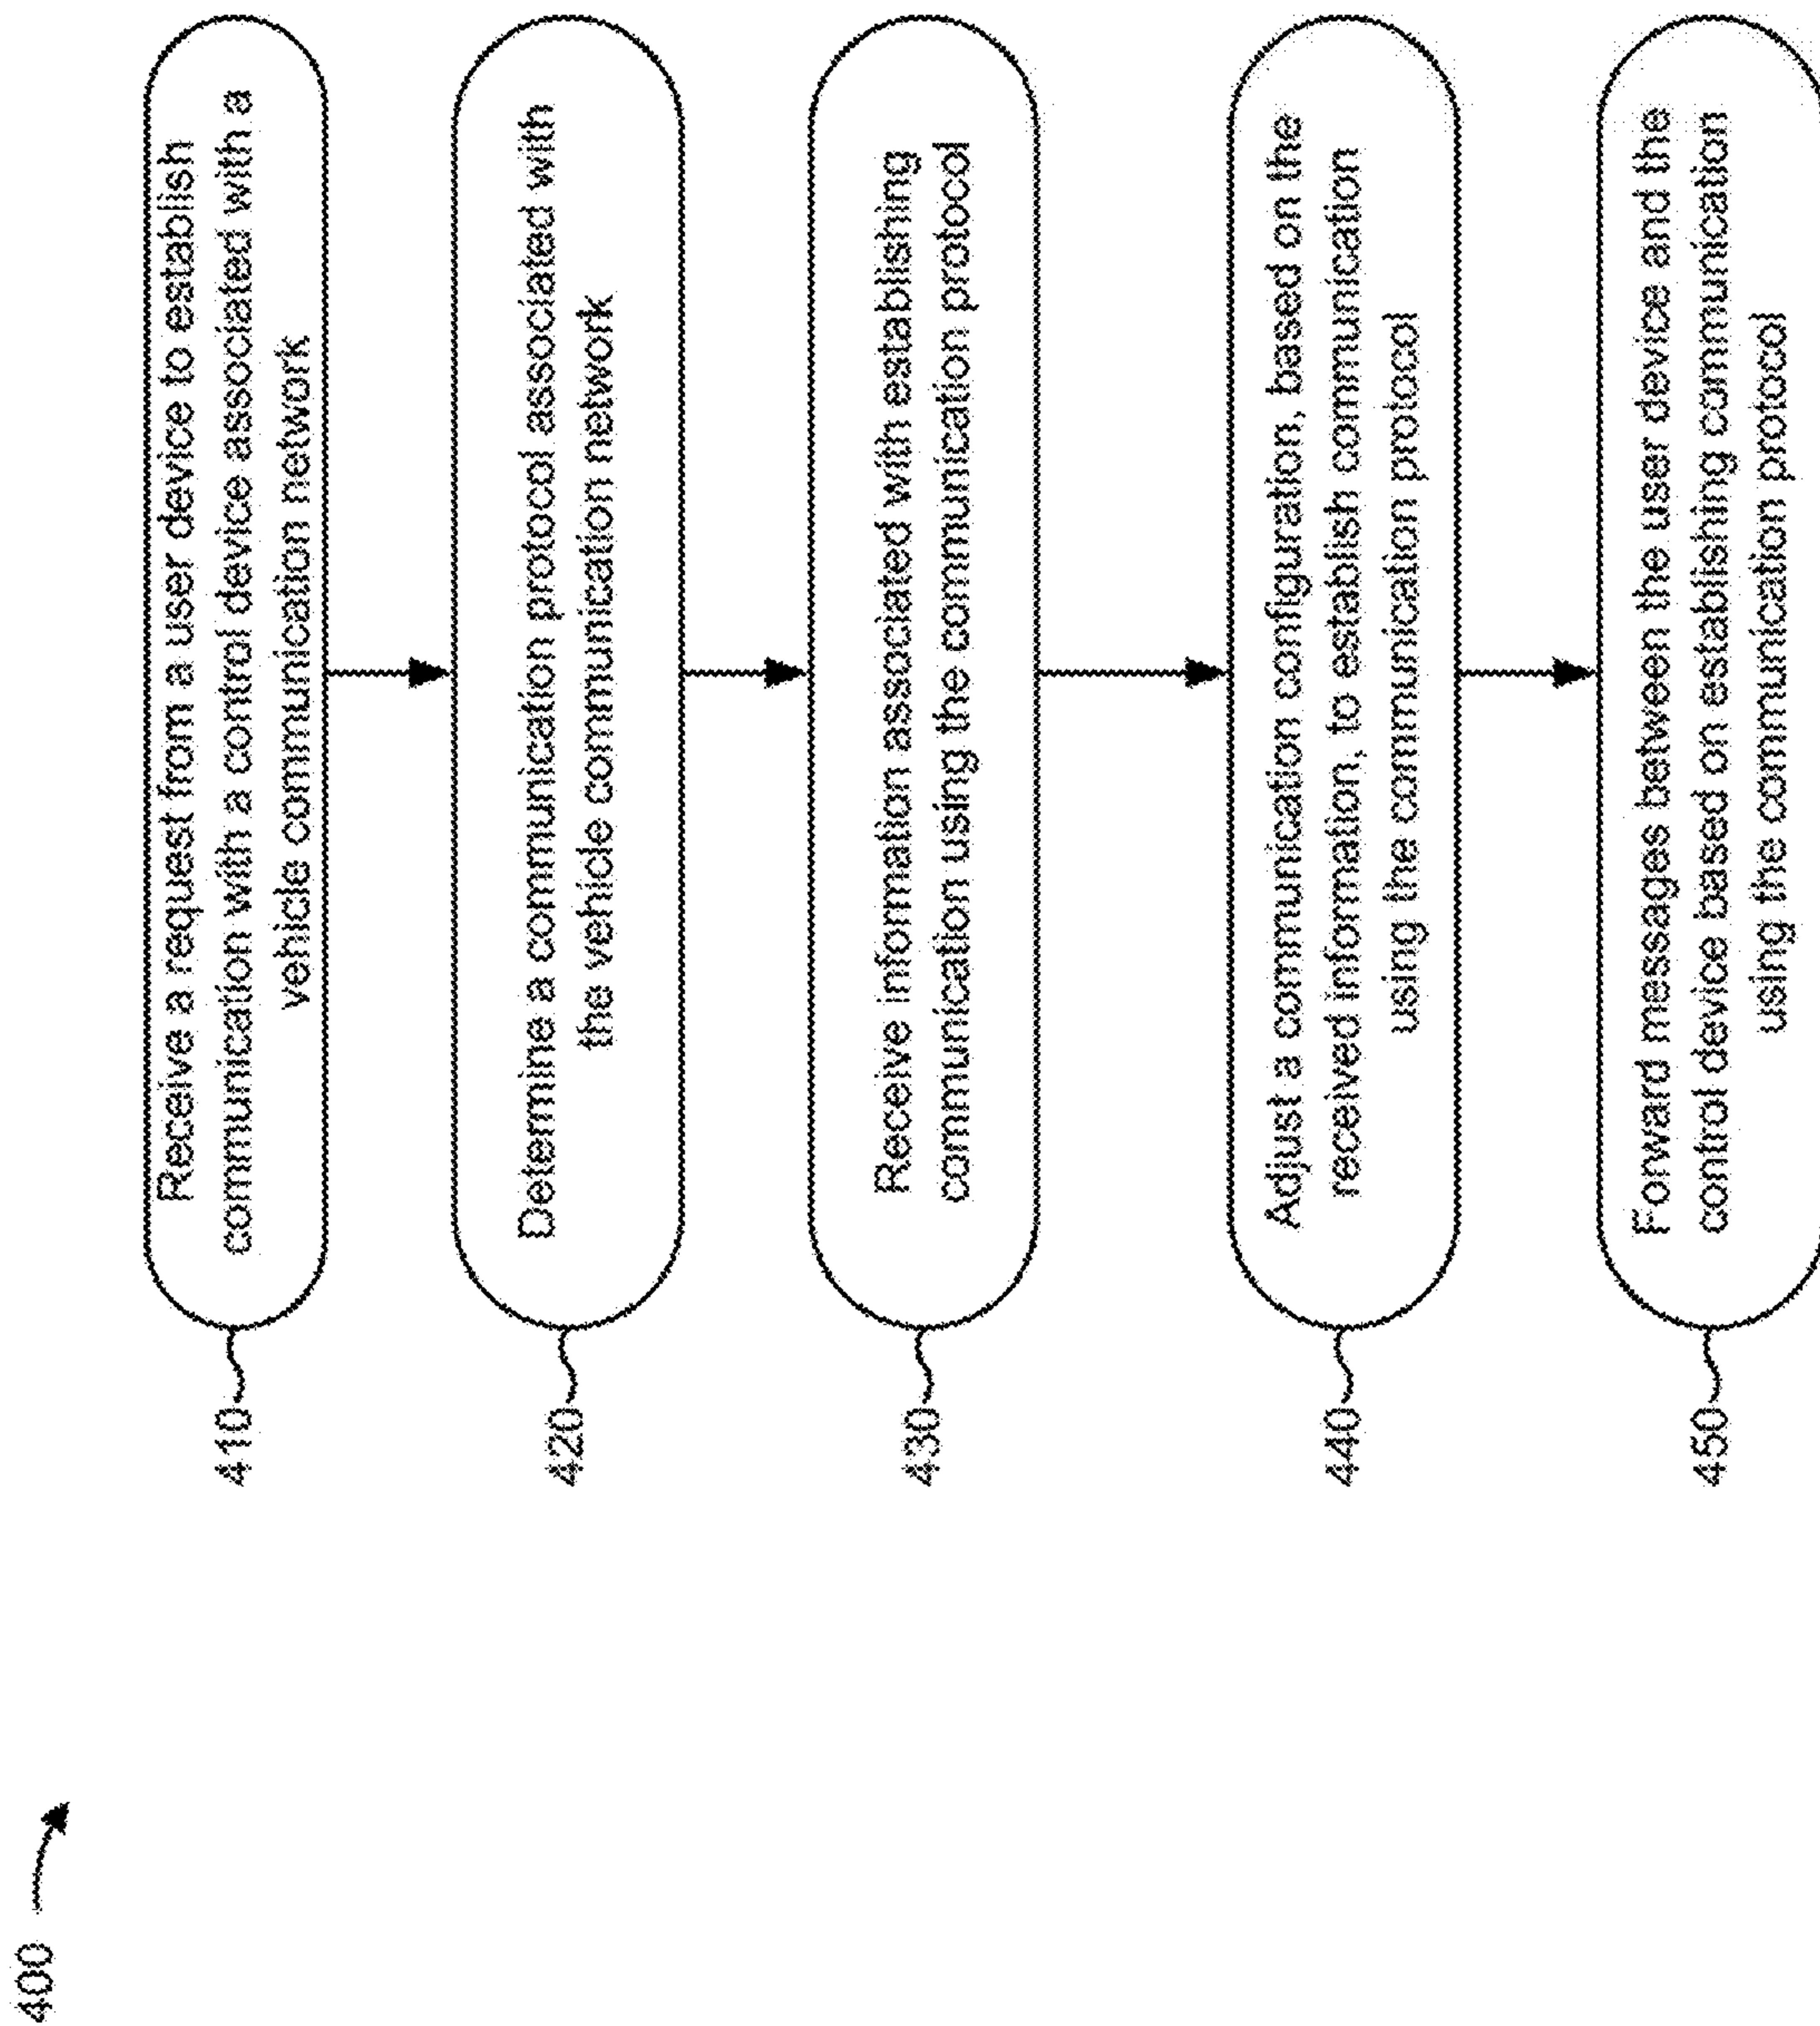 400
410
Receive a request from a user device to establish
communication with a control device associated with a
vehicle communication network
420
Determine a communication protocol associated with
the vehicle communication network
430
Receive information associated with establishing
communication using the communication protocol
440
Adjust a communication configuration, based on the
received information, to establish communication
using the communication protocol
450
Forward messages between the user device and the
control device based on establishing communication
using the communication protocol